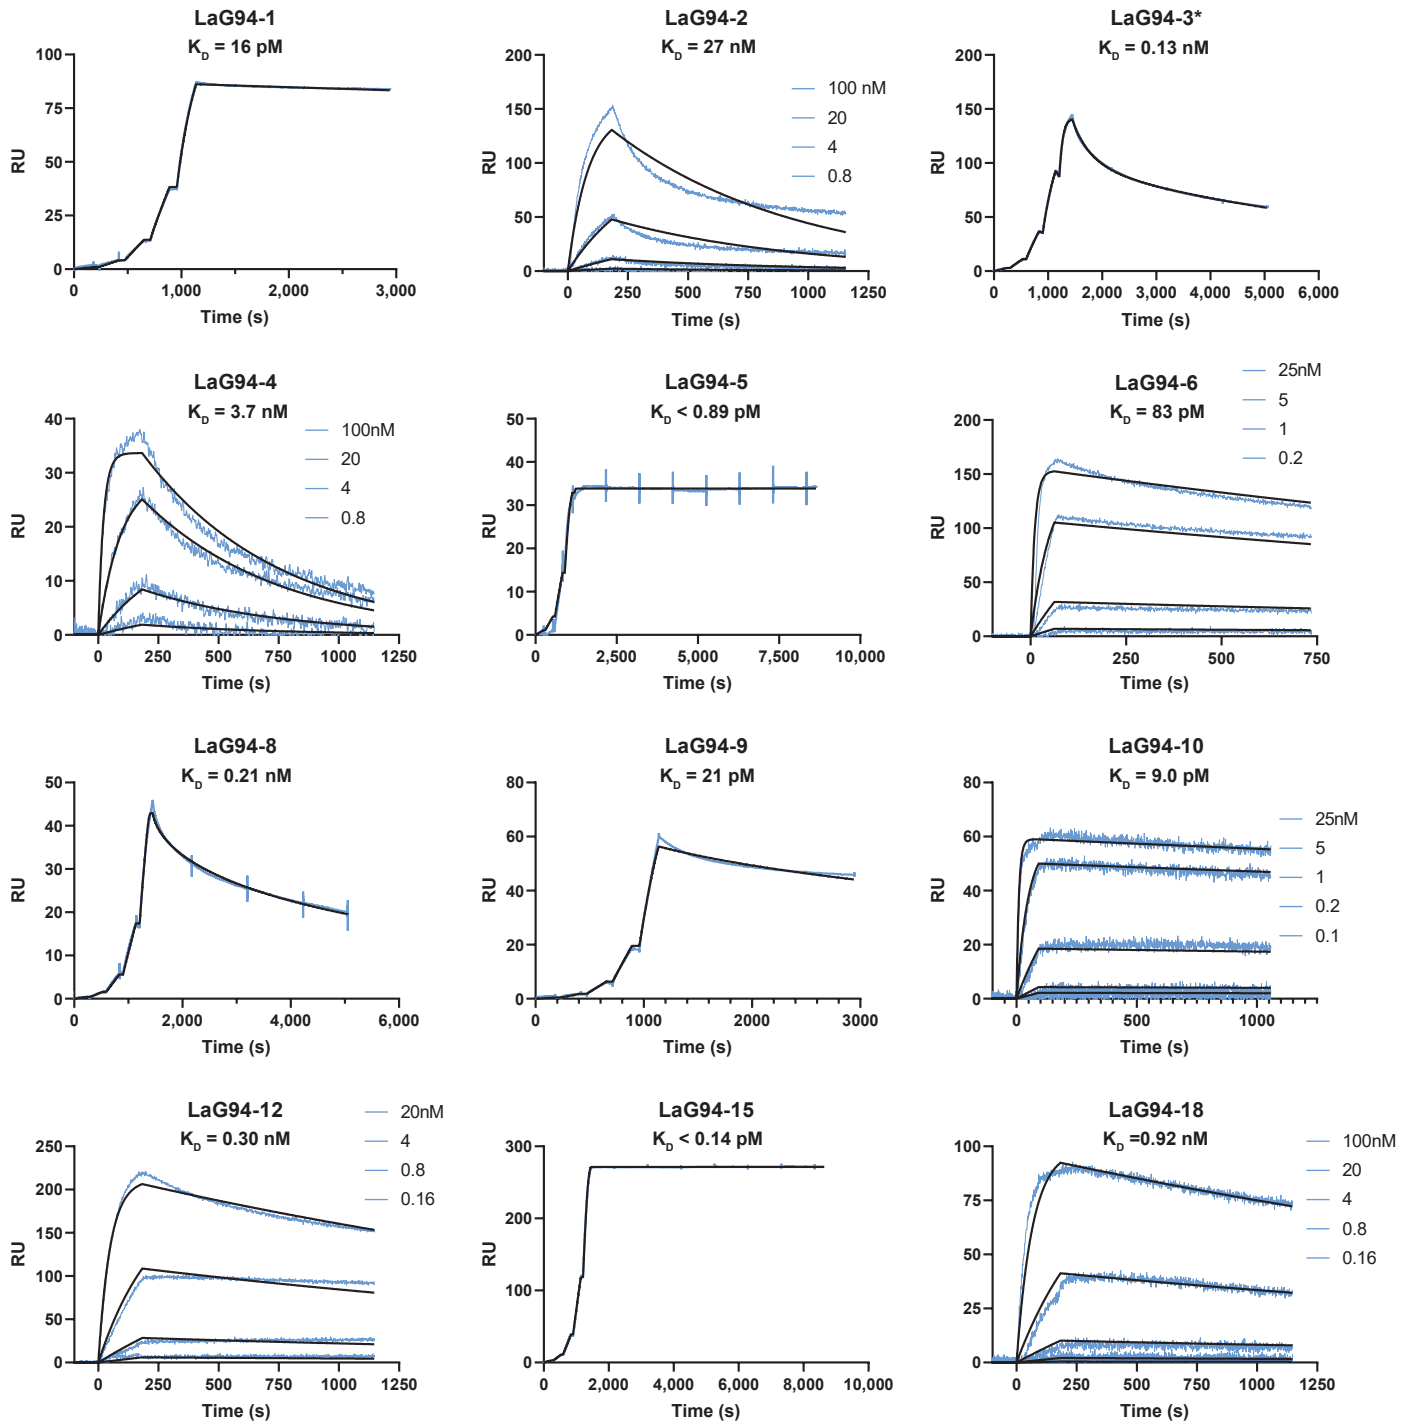 LaG94-1
K_D = 16 pM
100
75
50
25
0
RU
0 1,000 2,000 3,000
Time (s)
LaG94-2
K_D = 27 nM
200
150
100
50
0
RU
100 nM
20
4
0.8
0 250 500 750 1000 1250
Time (s)
LaG94-3*
K_D = 0.13 nM
200
150
100
50
0
RU
0 1,000 2,000 3,000 4,000 5,000 6,000
Time (s)
LaG94-4
K_D = 3.7 nM
40
30
20
10
0
RU
100nM
20
4
0.8
0 250 500 750 1000 1250
Time (s)
LaG94-5
K_D < 0.89 pM
50
40
30
20
10
0
RU
0 2,500 5,000 7,500 10,000
Time (s)
LaG94-6
K_D = 83 pM
200
150
100
50
0
RU
25nM
5
1
0.2
0 250 500 750
Time (s)
LaG94-8
K_D = 0.21 nM
50
40
30
20
10
0
RU
0 2,000 4,000 6,000
Time (s)
LaG94-9
K_D = 21 pM
80
60
40
20
0
RU
0 1000 2000 3000
Time (s)
LaG94-10
K_D = 9.0 pM
80
60
40
20
0
RU
25nM
5
1
0.2
0.1
0 500 1000
Time (s)
LaG94-12
K_D = 0.30 nM
250
200
150
100
50
0
RU
20nM
4
0.8
0.16
0 250 500 750 1000 1250
Time (s)
LaG94-15
K_D < 0.14 pM
300
200
100
0
RU
0 2,000 4,000 6,000 8,000 10,000
Time (s)
LaG94-18
K_D =0.92 nM
100
75
50
25
0
RU
100nM
20
4
0.8
0.16
0 250 500 750 1000 1250
Time (s)